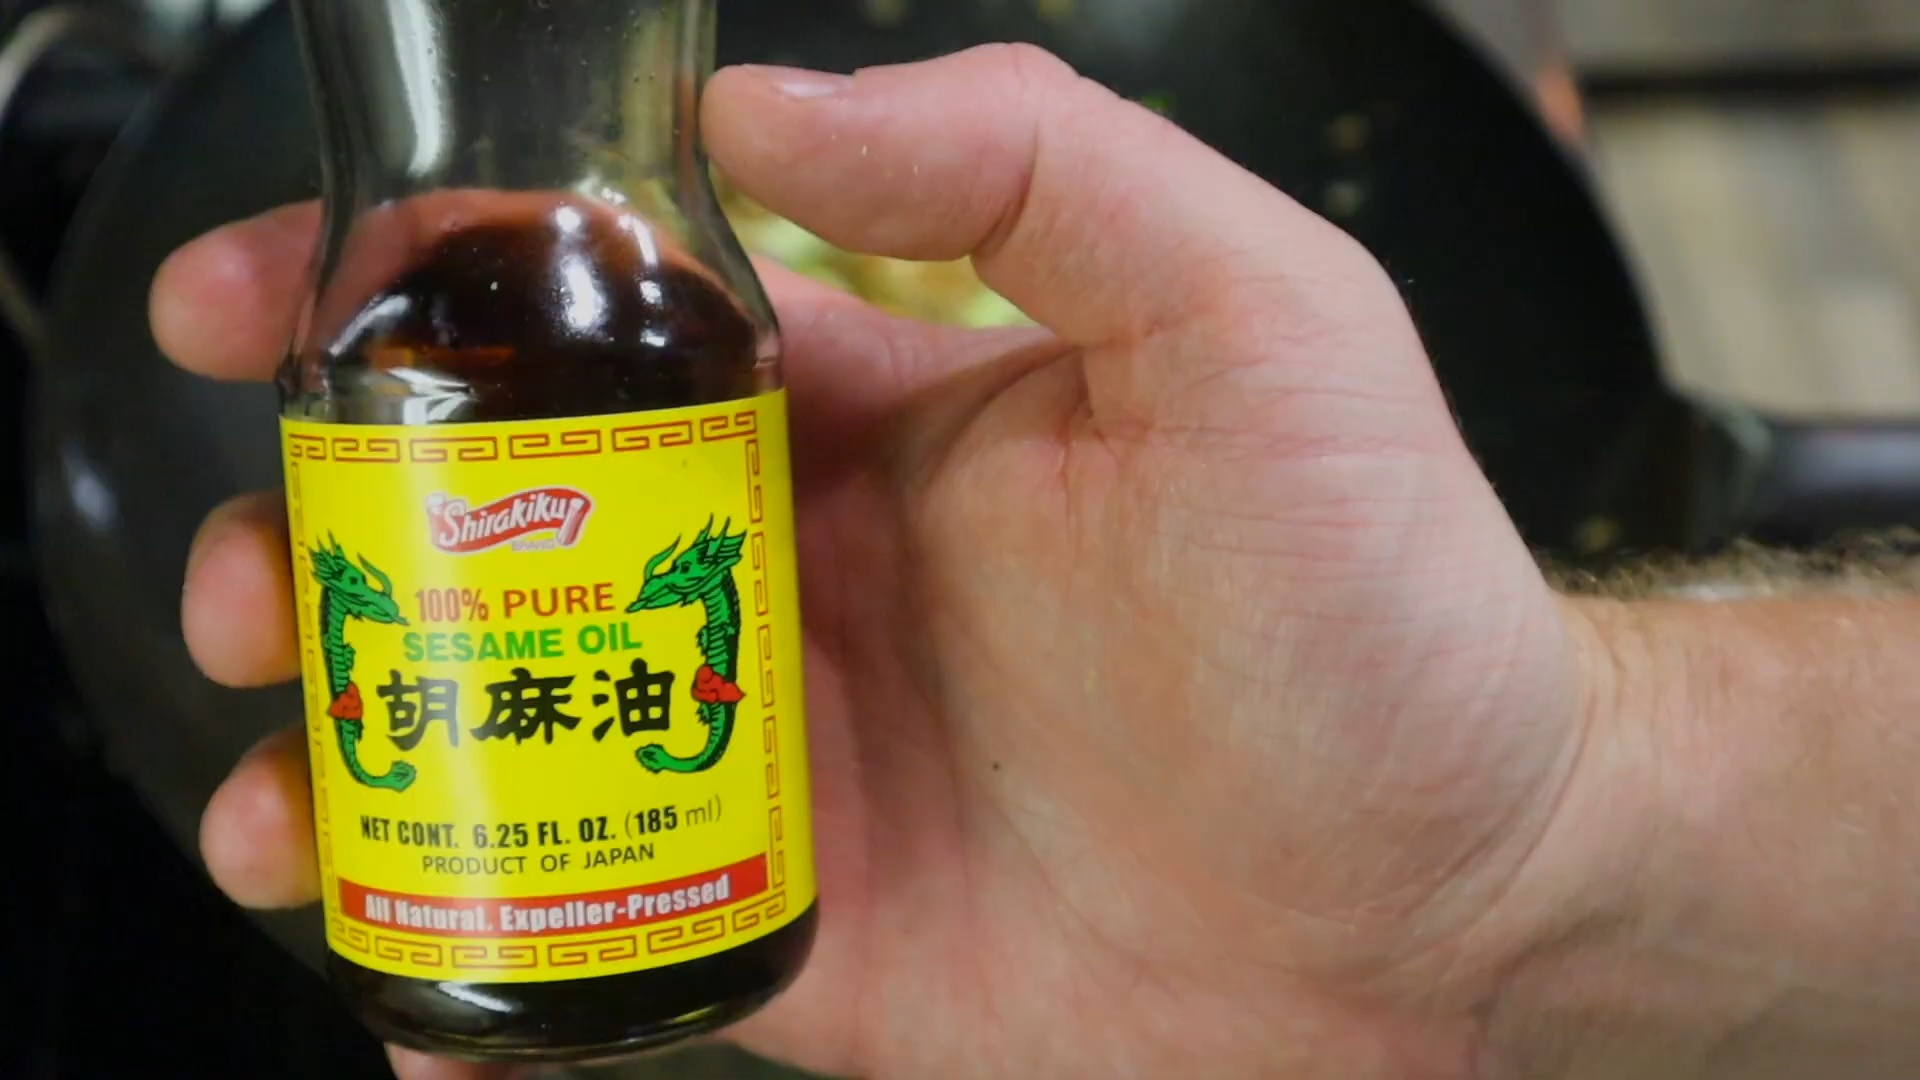 Shirakiku
BRAND
100% PURE
SESAME OIL
胡麻油
NET CONT. 6.25 FL. OZ. (185 ml)
PRODUCT OF JAPAN
All Natural. Expeller-Pressed